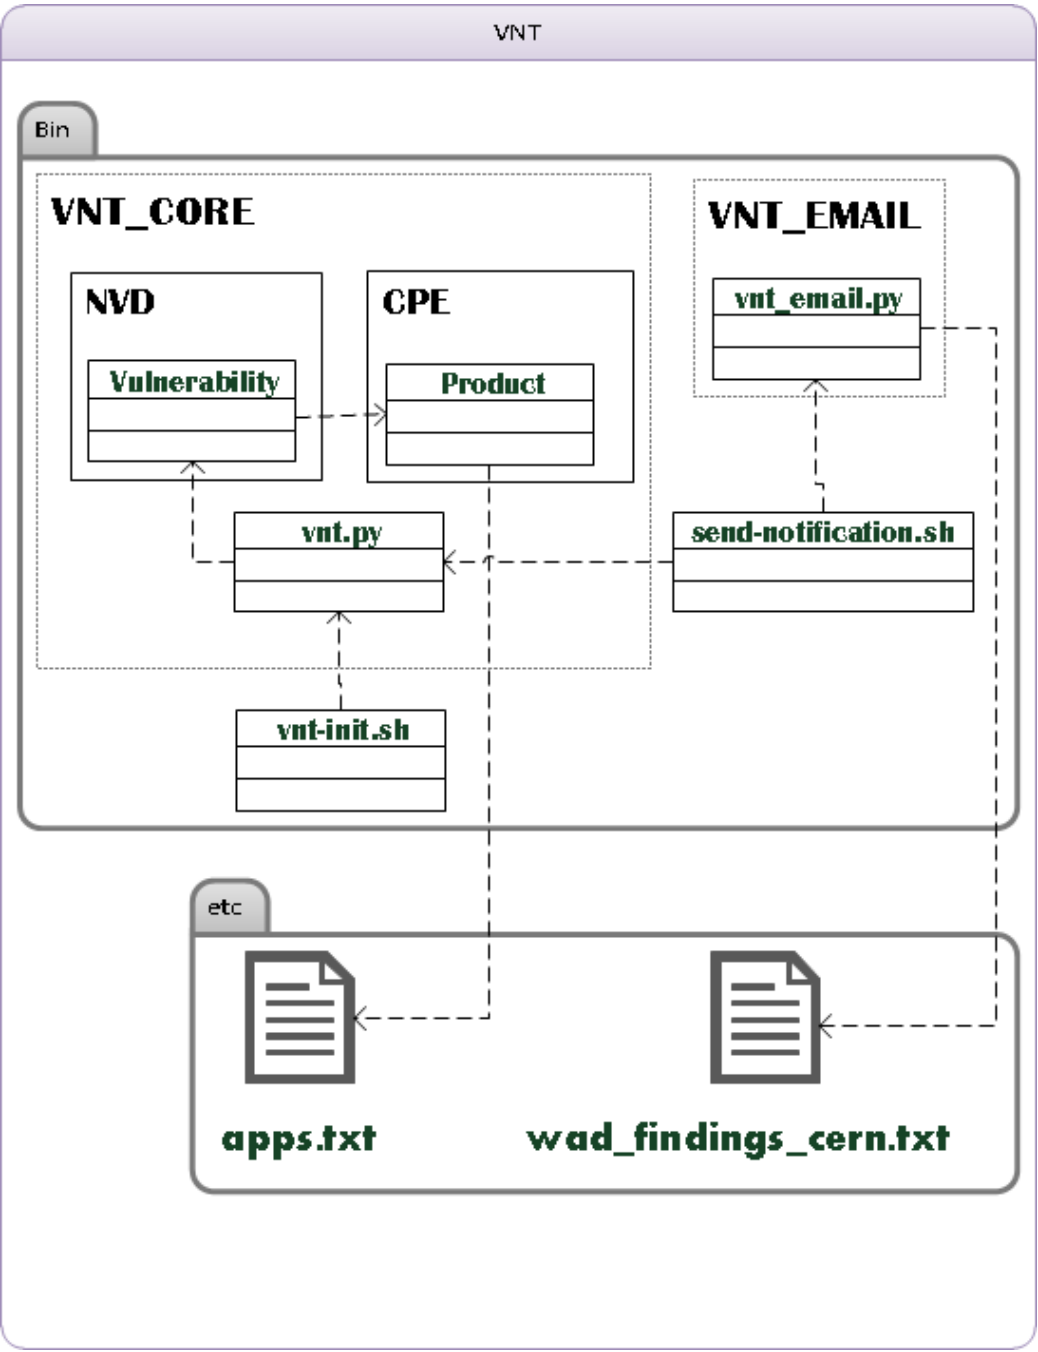 VNT
Bin
VNT_CORE
VNT_EMAIL
NVD
CPE
vnt_email.py
Vulnerability
Product
vnt.py
send-notification.sh
vnt-init.sh
etc
apps.txt
wad_findings_cern.txt